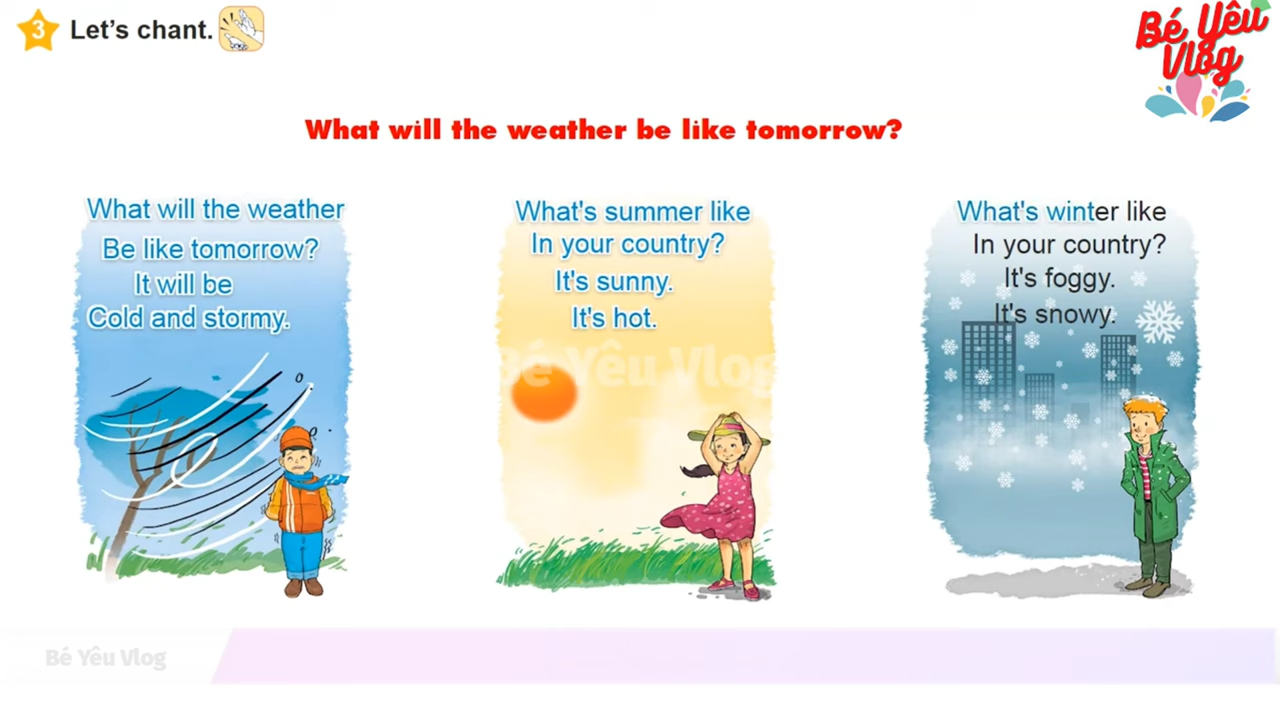 3 Let's chant.
Bé Yêu
Vlog
What will the weather be like tomorrow?
What will the weather
Be like tomorrow?
It will be
Cold and stormy.
What's summer like
In your country?
It's sunny.
It's hot.
What's winter like
In your country?
It's foggy.
It's snowy.
Bé Yêu Vlog
Bé Yêu Vlog